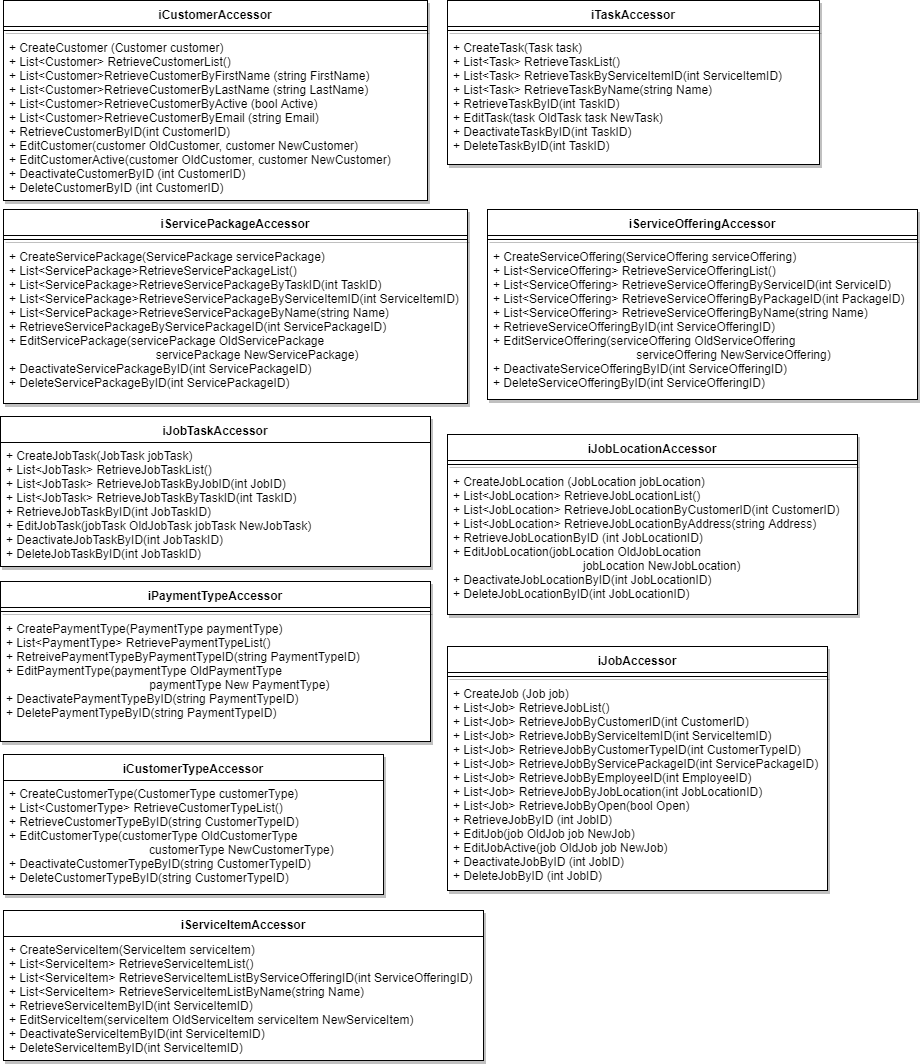 iCustomerAccessor
+ CreateCustomer (Customer customer)
+ List<Customer> RetrieveCustomerList()
+ List<Customer>RetrieveCustomerByFirstName (string FirstName)
+ List<Customer>RetrieveCustomerByLastName (string LastName)
+ List<Customer>RetrieveCustomerByActive (bool Active)
+ List<Customer>RetrieveCustomerByEmail (string Email)
+ RetrieveCustomerByID(int CustomerID)
+ EditCustomer(customer OldCustomer, customer NewCustomer)
+ EditCustomerActive(customer OldCustomer, customer NewCustomer)
+ DeactivateCustomerByID (int CustomerID)
+ DeleteCustomerByID (int CustomerID)
iTaskAccessor
+ CreateTask(Task task)
+ List<Task> RetrieveTaskList()
+ List<Task> RetrieveTaskByServiceItemID(int ServiceItemID)
+ List<Task> RetrieveTaskByName(string Name)
+ RetrieveTaskByID(int TaskID)
+ EditTask(task OldTask task NewTask)
+ DeactivateTaskByID(int TaskID)
+ DeleteTaskByID(int TaskID)
iServicePackageAccessor
+ CreateServicePackage(ServicePackage servicePackage)
+ List<ServicePackage>RetrieveServicePackageList()
+ List<ServicePackage>RetrieveServicePackageByTaskID(int TaskID)
+ List<ServicePackage>RetrieveServicePackageByServiceItemID(int ServiceItemID)
+ List<ServicePackage>RetrieveServicePackageByName(string Name)
+ RetrieveServicePackageByServicePackageID(int ServicePackageID)
+ EditServicePackage(servicePackage OldServicePackage
servicePackage NewServicePackage)
+ DeactivateServicePackageByID(int ServicePackageID)
+ DeleteServicePackageByID(int ServicePackageID)
iServiceOfferingAccessor
+ CreateServiceOffering(ServiceOffering serviceOffering)
+ List<ServiceOffering> RetrieveServiceOfferingList()
+ List<ServiceOffering> RetrieveServiceOfferingByServiceID(int ServiceID)
+ List<ServiceOffering> RetrieveServiceOfferingByPackageID(int PackageID)
+ List<ServiceOffering> RetrieveServiceOfferingByName(string Name)
+ RetrieveServiceOfferingByID(int ServiceOfferingID)
+ EditServiceOffering(serviceOffering OldServiceOffering
serviceOffering NewServiceOffering)
+ DeactivateServiceOfferingByID(int ServiceOfferingID)
+ DeleteServiceOfferingByID(int ServiceOfferingID)
iJobTaskAccessor
+ CreateJobTask(JobTask jobTask)
+ List<JobTask> RetrieveJobTaskList()
+ List<JobTask> RetrieveJobTaskByJobID(int JobID)
+ List<JobTask> RetrieveJobTaskByTaskID(int TaskID)
+ RetrieveJobTaskByID(int JobTaskID)
+ EditJobTask(jobTask OldJobTask jobTask NewJobTask)
+ DeactivateJobTaskByID(int JobTaskID)
+ DeleteJobTaskByID(int JobTaskID)
iJobLocationAccessor
+ CreateJobLocation (JobLocation jobLocation)
+ List<JobLocation> RetrieveJobLocationList()
+ List<JobLocation> RetrieveJobLocationByCustomerID(int CustomerID)
+ List<JobLocation> RetrieveJobLocationByAddress(string Address)
+ RetrieveJobLocationByID (int JobLocationID)
+ EditJobLocation(jobLocation OldJobLocation
jobLocation NewJobLocation)
+ DeactivateJobLocationByID(int JobLocationID)
+ DeleteJobLocationByID(int JobLocationID)
iPaymentTypeAccessor
+ CreatePaymentType(PaymentType paymentType)
+ List<PaymentType> RetrievePaymentTypeList()
+ RetreivePaymentTypeByPaymentTypeID(string PaymentTypeID)
+ EditPaymentType(paymentType OldPaymentType
paymentType New PaymentType)
+ DeactivatePaymentTypeByID(string PaymentTypeID)
+ DeletePaymentTypeByID(string PaymentTypeID)
iJobAccessor
+ CreateJob (Job job)
+ List<Job> RetrieveJobList()
+ List<Job> RetrieveJobByCustomerID(int CustomerID)
+ List<Job> RetrieveJobByServiceItemID(int ServiceItemID)
+ List<Job> RetrieveJobByCustomerTypeID(int CustomerTypeID)
+ List<Job> RetrieveJobByServicePackageID(int ServicePackageID)
+ List<Job> RetrieveJobByEmployeeID(int EmployeeID)
+ List<Job> RetrieveJobByJobLocation(int JobLocationID)
+ List<Job> RetrieveJobByOpen(bool Open)
+ RetrieveJobByID (int JobID)
+ EditJob(job OldJob job NewJob)
+ EditJobActive(job OldJob job NewJob)
+ DeactivateJobByID (int JobID)
+ DeleteJobByID (int JobID)
iCustomerTypeAccessor
+ CreateCustomerType(CustomerType customerType)
+ List<CustomerType> RetrieveCustomerTypeList()
+ RetrieveCustomerTypeByID(string CustomerTypeID)
+ EditCustomerType(customerType OldCustomerType
customerType NewCustomerType)
+ DeactivateCustomerTypeByID(string CustomerTypeID)
+ DeleteCustomerTypeByID(string CustomerTypeID)
iServiceItemAccessor
+ CreateServiceItem(ServiceItem serviceItem)
+ List<ServiceItem> RetrieveServiceItemList()
+ List<ServiceItem> RetrieveServiceItemListByServiceOfferingID(int ServiceOfferingID)
+ List<ServiceItem> RetrieveServiceItemListByName(string Name)
+ RetrieveServiceItemByID(int ServiceItemID)
+ EditServiceItem(serviceItem OldServiceItem serviceItem NewServiceItem)
+ DeactivateServiceItemByID(int ServiceItemID)
+ DeleteServiceItemByID(int ServiceItemID)